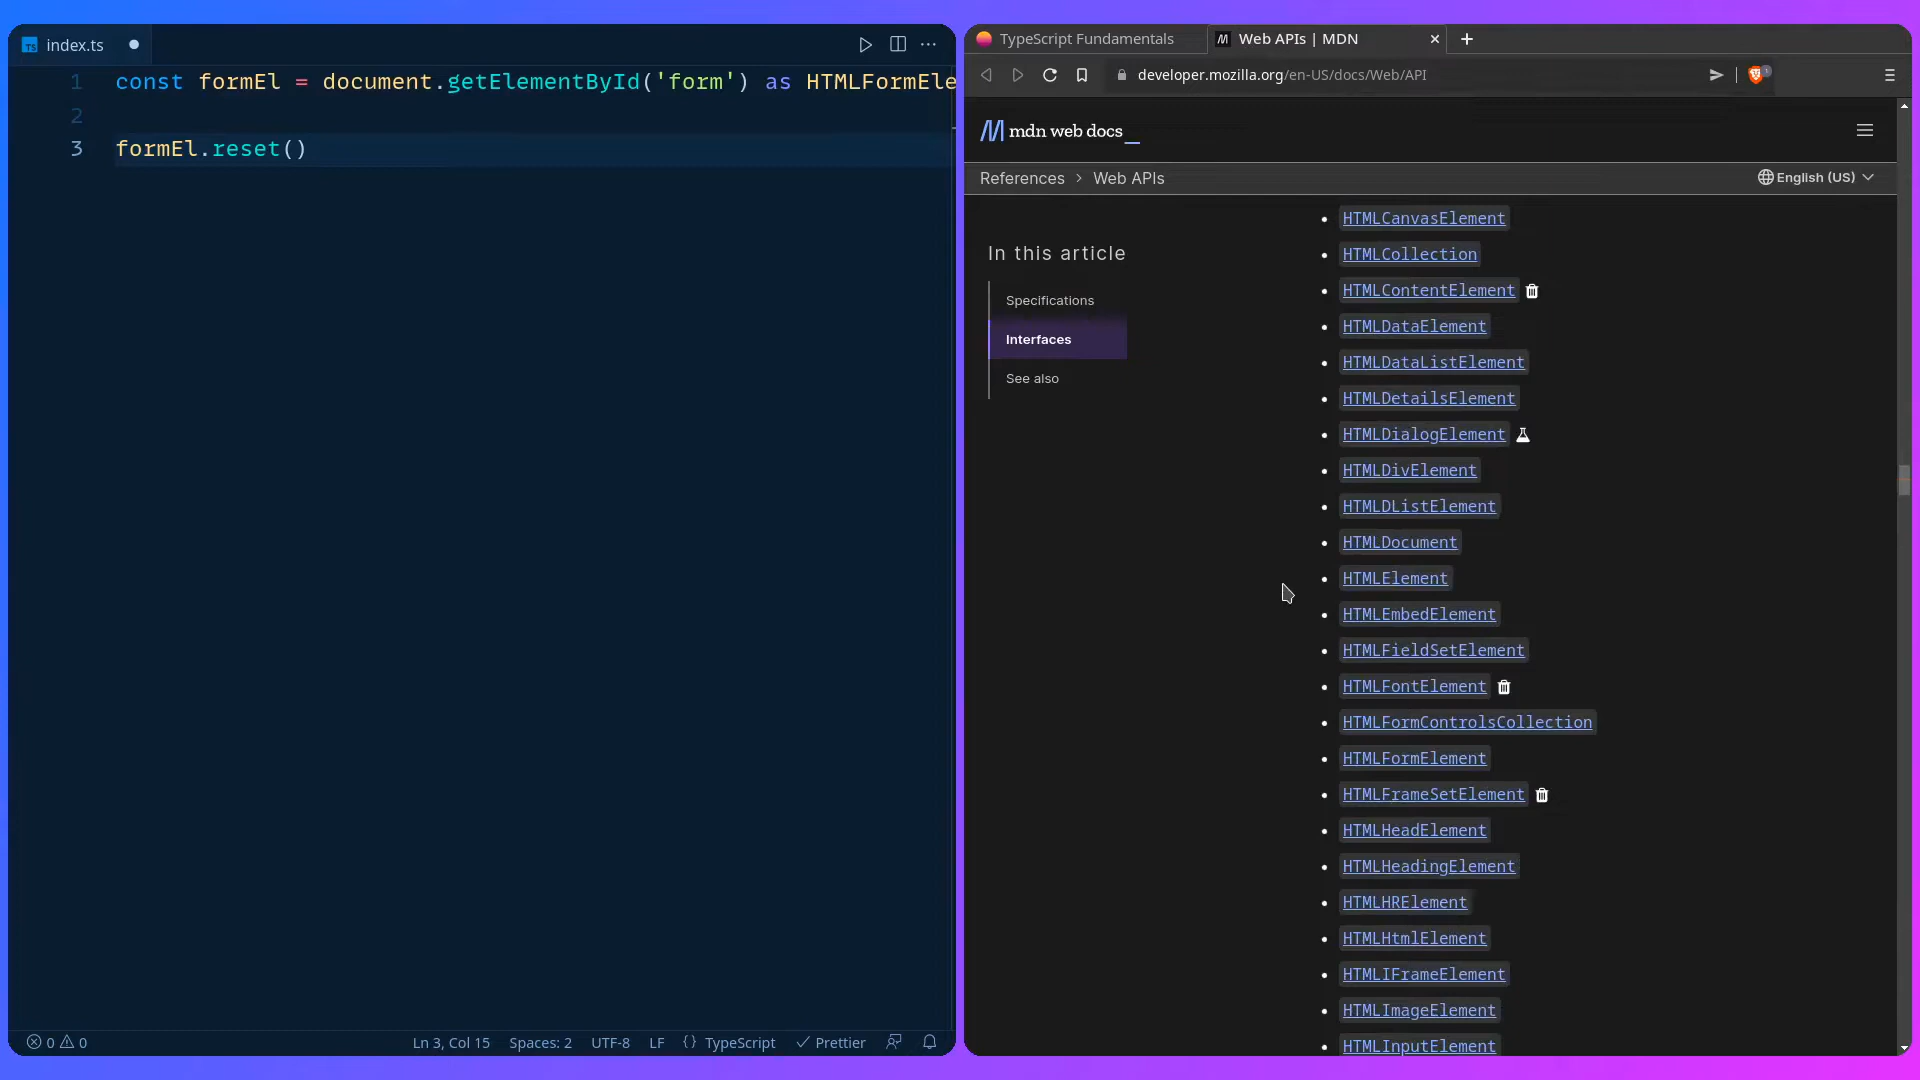 index.ts
1 const formEl = document.getElementById('form') as HTMLFormEle
2
3 formEl.reset()
0 0 Ln 3, Col 15 Spaces: 2 UTF-8 LF {} TypeScript Prettier
TypeScript Fundamentals
Web APIs | MDN
developer.mozilla.org/en-US/docs/Web/API
1
mdn web docs_
References > Web APIs
English (US)
In this article
Specifications
Interfaces
See also
HTMLCanvasElement
HTMLCollection
HTMLContentElement
HTMLDataElement
HTMLDataListElement
HTMLDetailsElement
HTMLDialogElement
HTMLDivElement
HTMLDListElement
HTMLDocument
HTMLElement
HTMLEmbedElement
HTMLFieldSetElement
HTMLFontElement
HTMLFormControlsCollection
HTMLFormElement
HTMLFrameSetElement
HTMLHeadElement
HTMLHeadingElement
HTMLHRElement
HTMLHtmlElement
HTMLIFrameElement
HTMLImageElement
HTMLInputElement